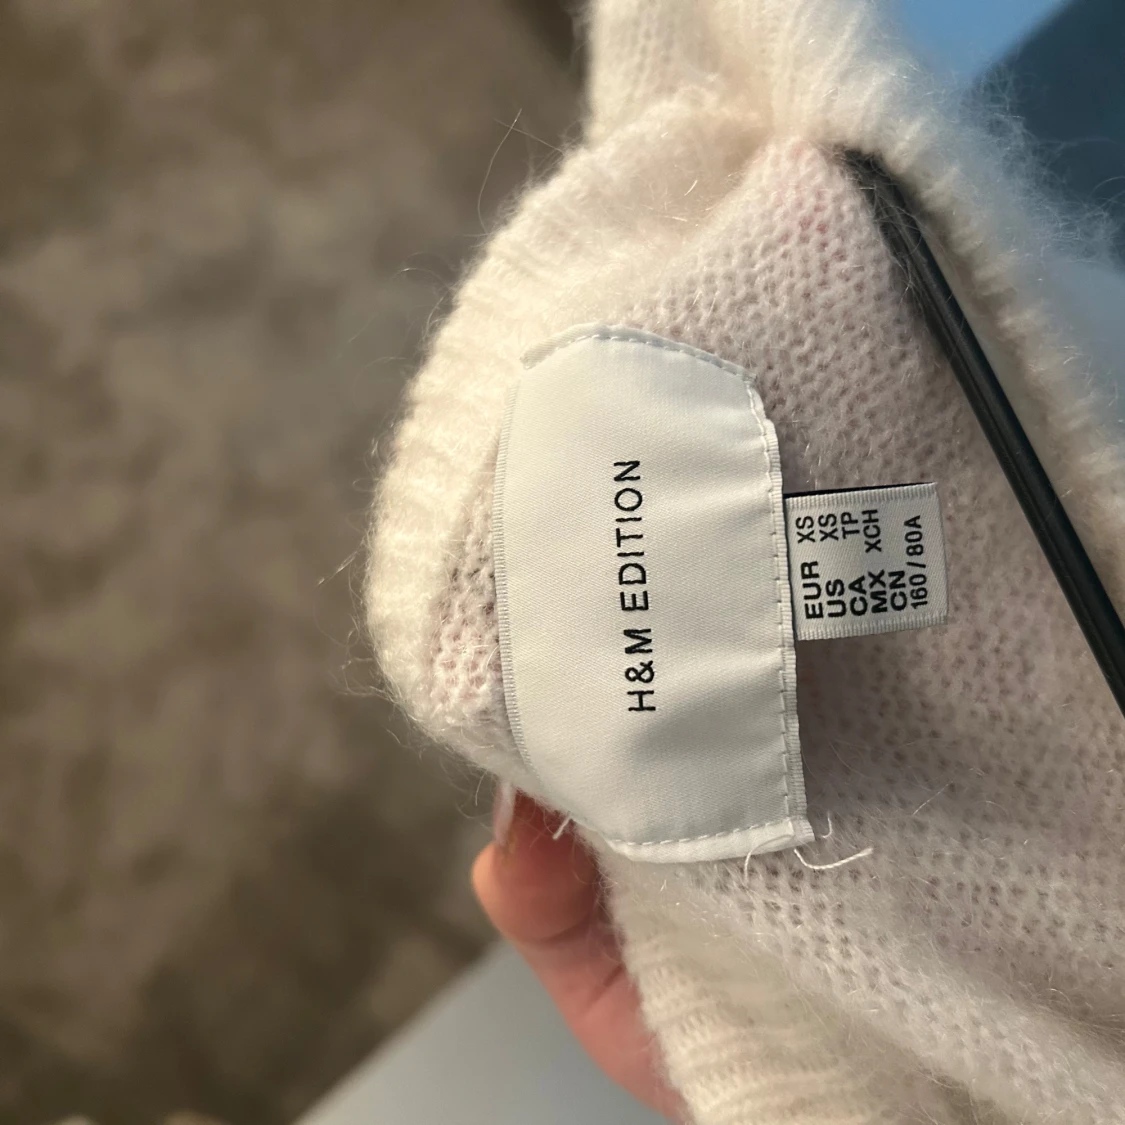 H&M EDITION
EUR XS
US XS
CA TP
MX XCH
CN
160 / 80A